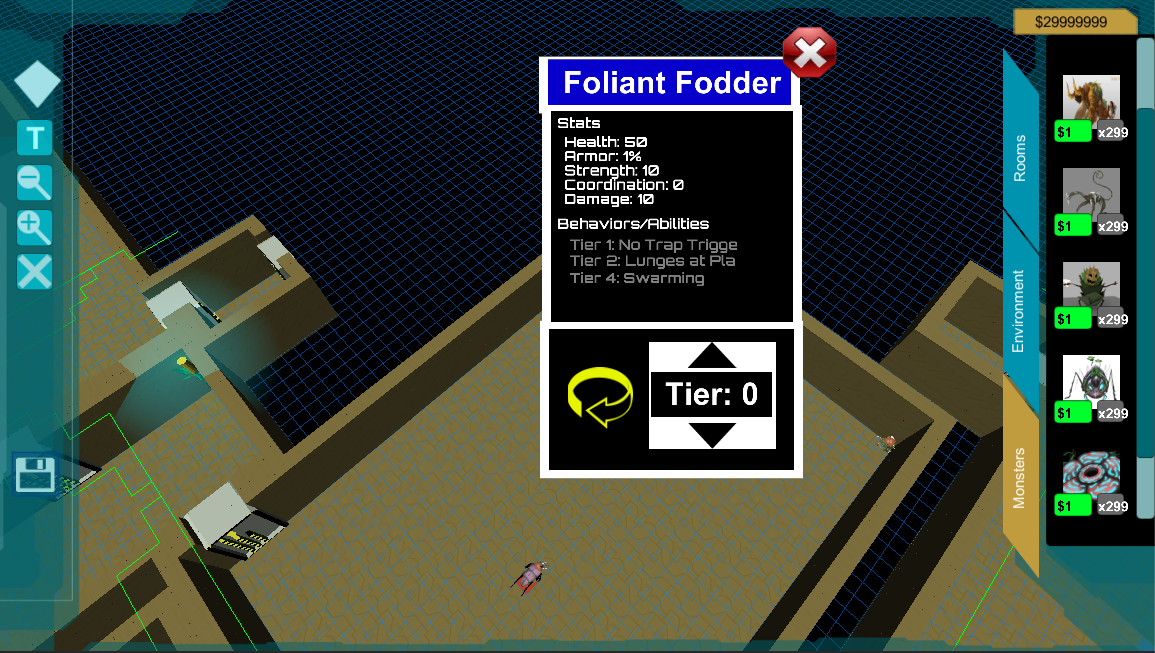 $29999999
T
Foliant Fodder
Stats
Health: 50
Armor: 1%
Strength: 10
Coordination: 0
Damage: 10
Behaviors/Abilities
Tier 1: No Trap Trigge
Tier 2: Lunges at Pla
Tier 4: Swarming
Tier: 0
Rooms
Environment
Monsters
$1 x299
$1 x299
$1 x299
$1 x299
$1 x299